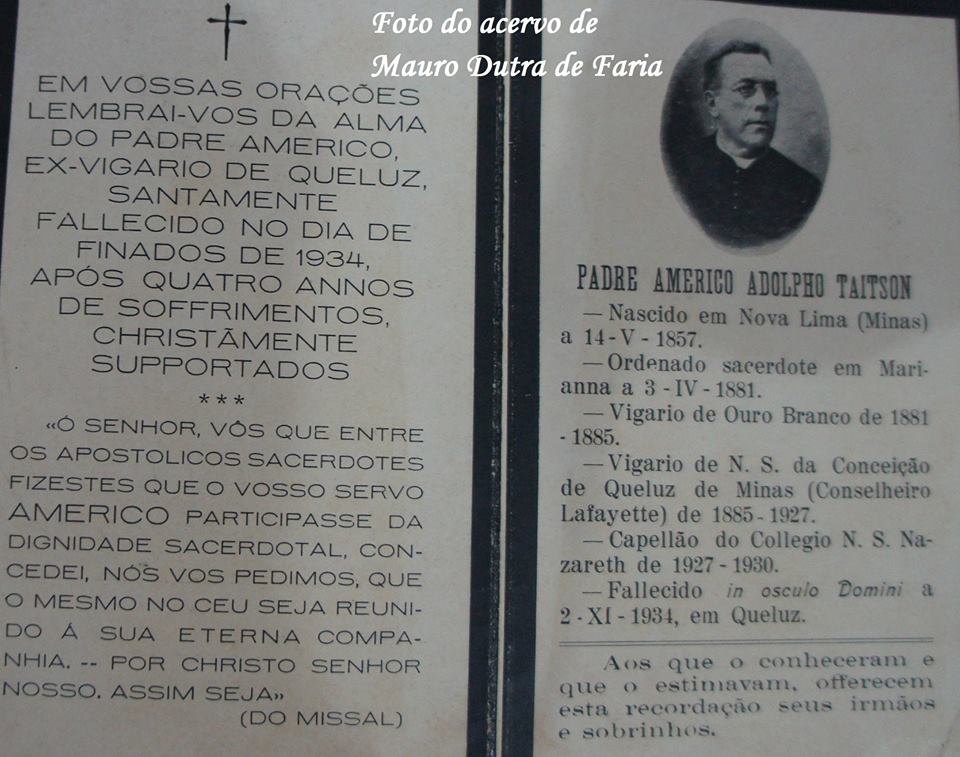 Foto do acervo de
Mauro Dutra de Faria
EM VOSSAS ORAÇÕES
LEMBRAI-VOS DA ALMA
DO PADRE AMERICO,
EX-VIGARIO DE QUELUZ,
SANTAMENTE
FALLECIDO NO DIA DE
FINADOS DE 1934,
APÓS QUATRO ANNOS
DE SOFFRIMENTOS,
CHRISTÃMENTE
SUPPORTADOS
***
«Ó SENHOR, VÓS QUE ENTRE
OS APOSTOLICOS SACERDOTES
FIZESTES QUE O VOSSO SERVO
AMERICO PARTICIPASSE DA
DIGNIDADE SACERDOTAL, CON-
CEDEI, NÓS VOS PEDIMOS, QUE
O MESMO NO CEU SEJA REUNI-
DO Á SUA ETERNA COMPA-
NHIA. -- POR CHRISTO SENHOR
NOSSO. ASSIM SEJA»
(DO MISSAL)
PADRE AMERICO ADOLPHO TAITSON
— Nascido em Nova Lima (Minas)
a 14-V-1857.
— Ordenado sacerdote em Mari-
anna a 3-IV-1881.
— Vigario de Ouro Branco de 1881
-1885.
— Vigario de N. S. da Conceição
de Queluz de Minas (Conselheiro
Lafayette) de 1885-1927.
— Capellão do Collegio N. S. Na-
zareth de 1927-1930.
— Fallecido in osculo Domini a
2-XI-1934, em Queluz.
Aos que o conheceram e
que o estimavam, offerecem
esta recordação seus irmãos
e sobrinhos.